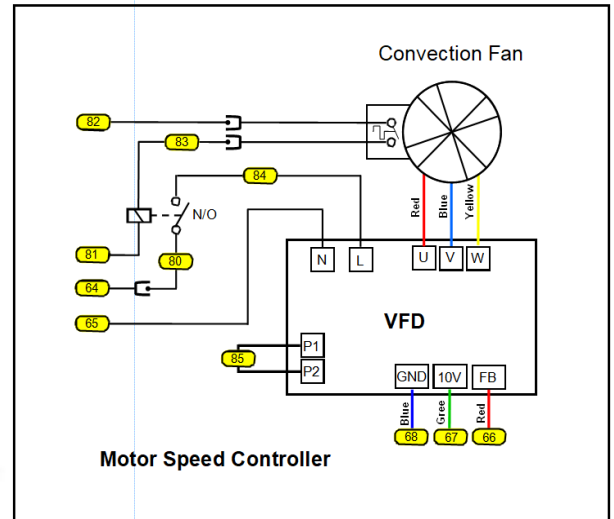 Convection Fan
82
83
84
N/O
81
80
64
65
Red
Blue
Yellow
N
L
U
V
W
VFD
P1
P2
85
GND
10V
FB
Blue
Gree
Red
68
67
66
Motor Speed Controller